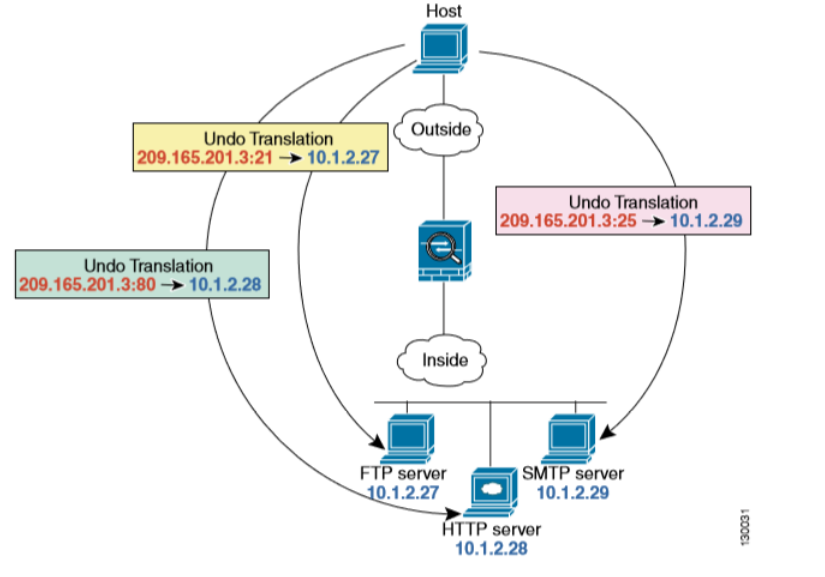 Host
Outside
Undo Translation
209.165.201.3:21 → 10.1.2.27
Undo Translation
209.165.201.3:25 → 10.1.2.29
Undo Translation
209.165.201.3:80 → 10.1.2.28
Inside
FTP server
10.1.2.27
SMTP server
10.1.2.29
HTTP server
10.1.2.28
130031